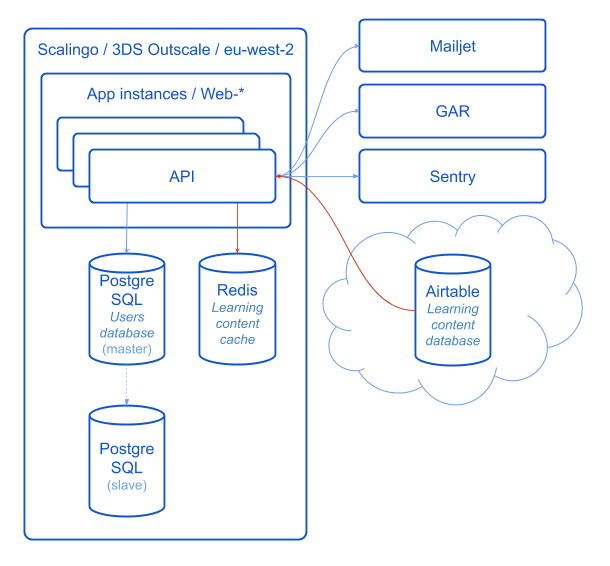 Scalingo / 3DS Outscale / eu-west-2
App instances / Web-*
API
Mailjet
GAR
Sentry
Postgre
SQL
Users
database
(master)
Redis
Learning
content
cache
Airtable
Learning
content
database
Postgre
SQL
(slave)